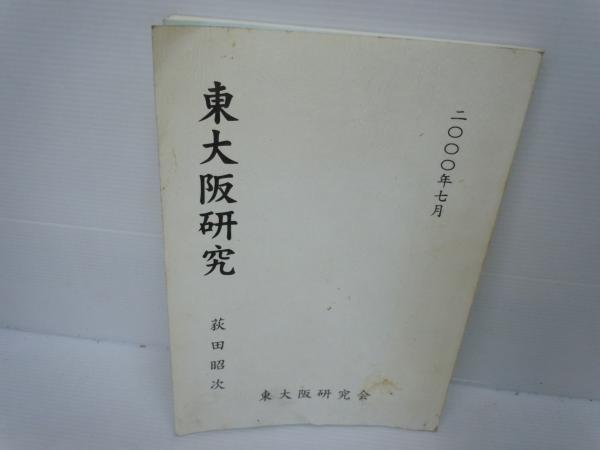 二〇〇〇年七月
東大阪研究
荻田昭次
東大阪研究会